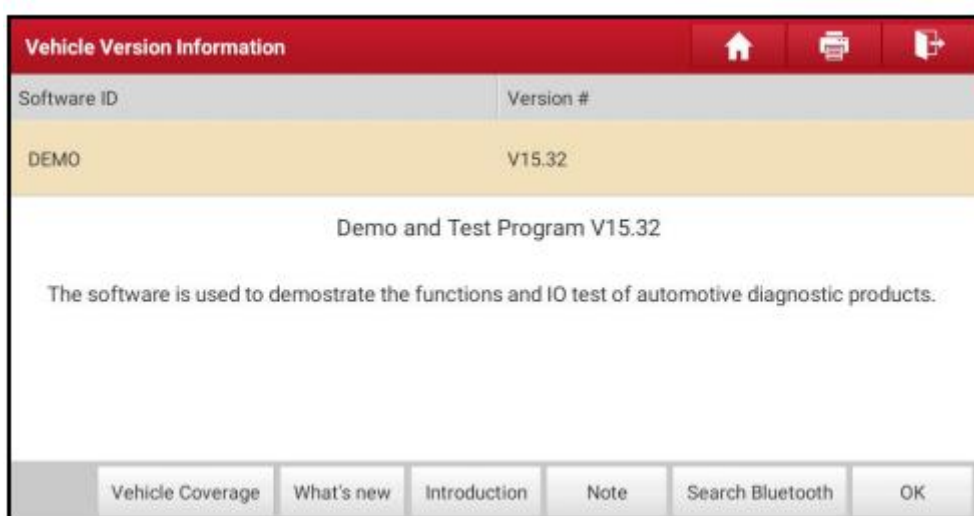 Vehicle Version Information
Software ID Version #
DEMO V15.32
Demo and Test Program V15.32
The software is used to demostrate the functions and IO test of automotive diagnostic products.
Vehicle Coverage What's new Introduction Note Search Bluetooth OK